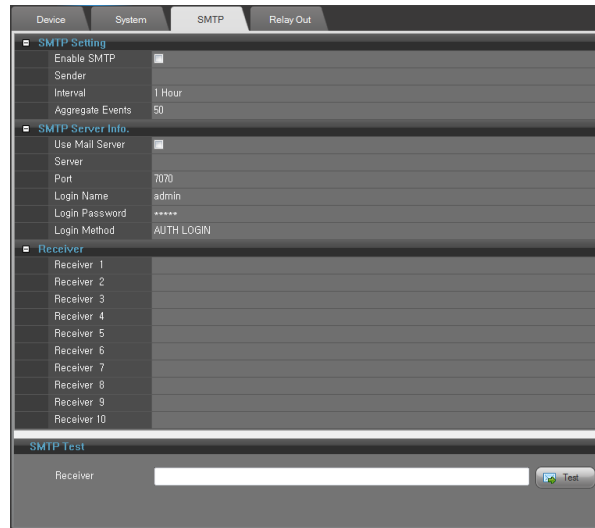 Device System SMTP Relay Out
SMTP Setting
Enable SMTP
Sender
Interval 1 Hour
Aggregate Events 50
SMTP Server Info.
Use Mail Server
Server
Port 7070
Login Name admin
Login Password *****
Login Method AUTH LOGIN
Receiver
Receiver 1
Receiver 2
Receiver 3
Receiver 4
Receiver 5
Receiver 6
Receiver 7
Receiver 8
Receiver 9
Receiver 10
SMTP Test
Receiver Test